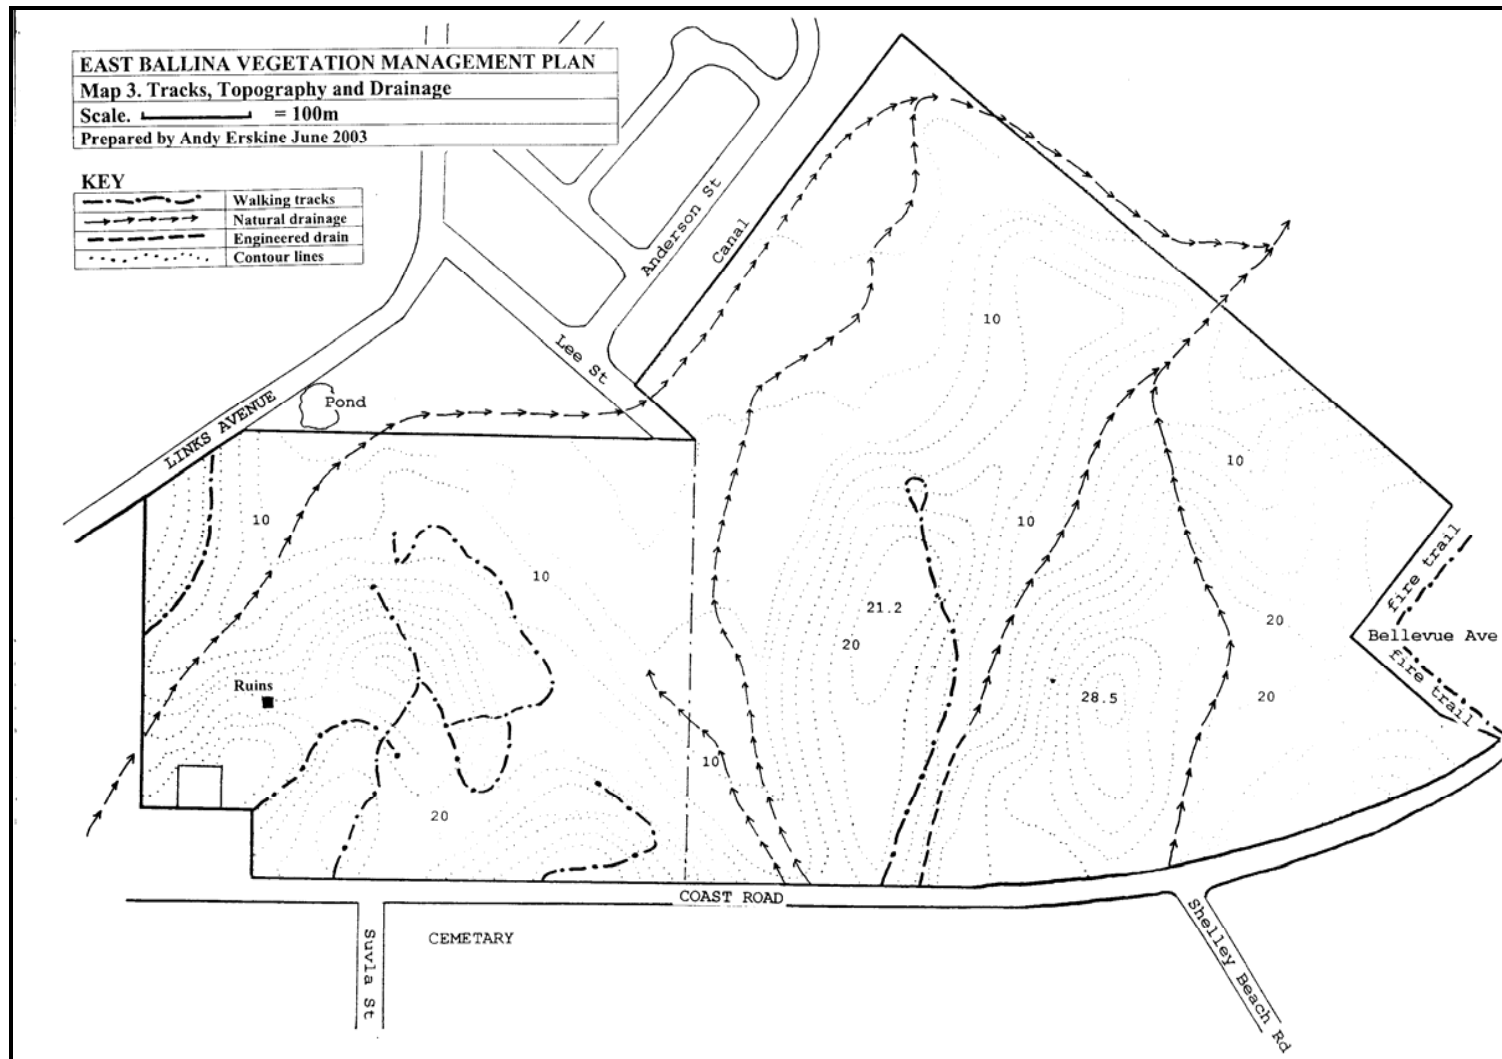 EAST BALLINA VEGETATION MANAGEMENT PLAN
Map 3. Tracks, Topography and Drainage
Scale. = 100m
Prepared by Andy Erskine June 2003
KEY
Walking tracks
Natural drainage
Engineered drain
Contour lines
Anderson St
Canal
Lee St
LINKS AVENUE
Pond
10
10
10
10
10
fire trail
Bellevue Ave
fire trail
21.2
20
20
20
28.5
Ruins
10
20
COAST ROAD
CEMETARY
Suvla St
Shelley Beach Rd